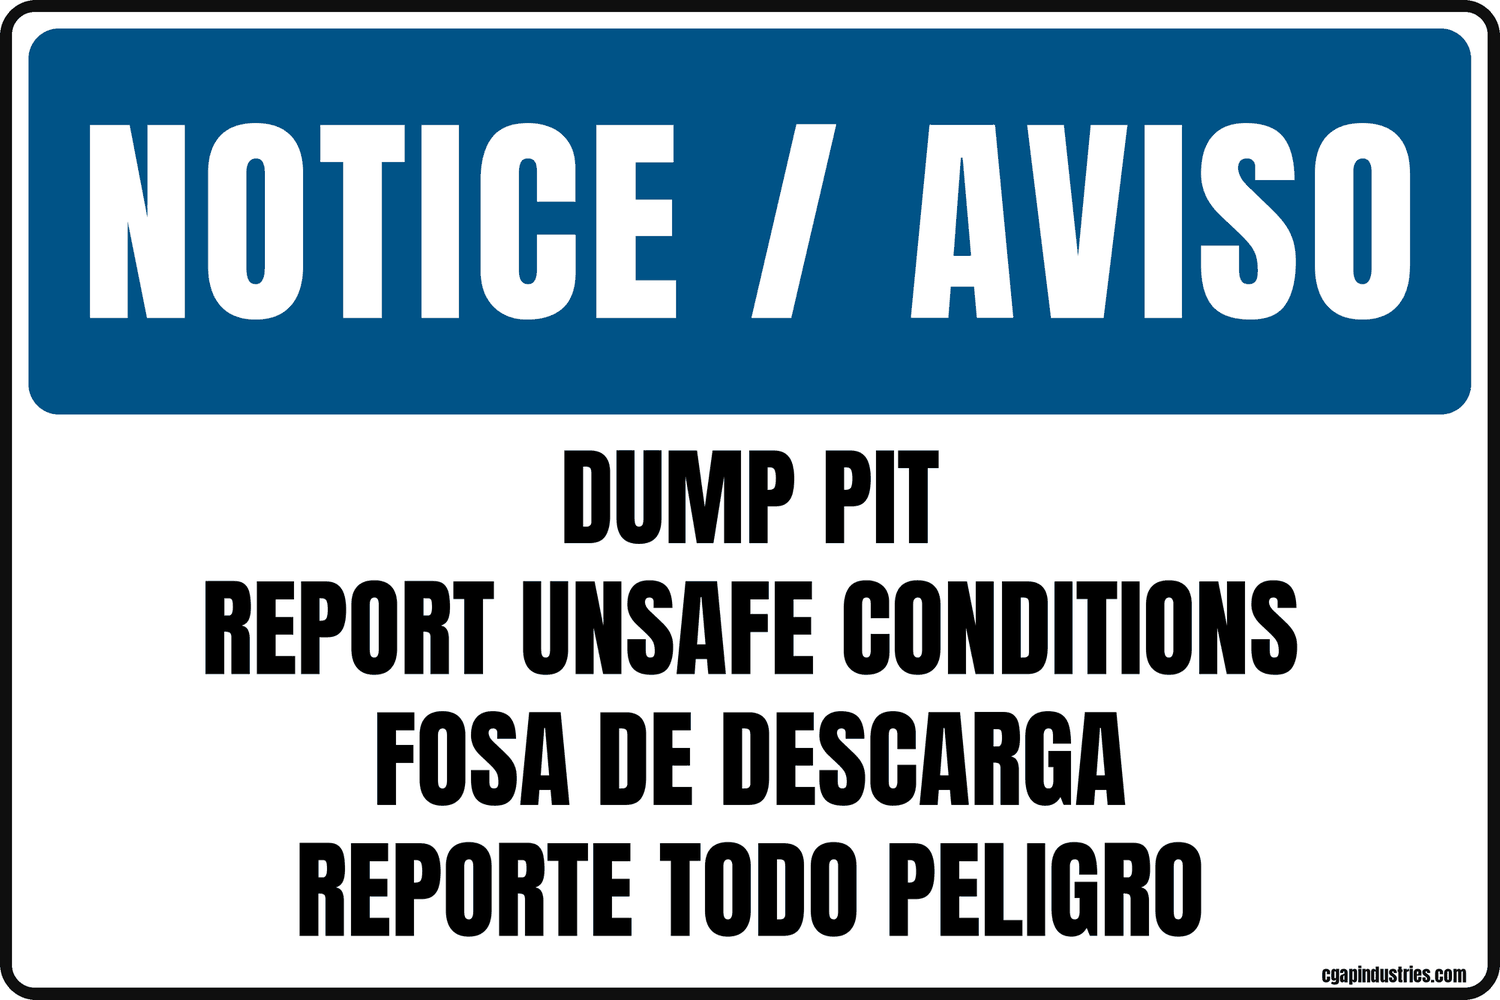 NOTICE / AVISO
DUMP PIT
REPORT UNSAFE CONDITIONS
FOSA DE DESCARGA
REPORTE TODO PELIGRO
cgapindustries.com